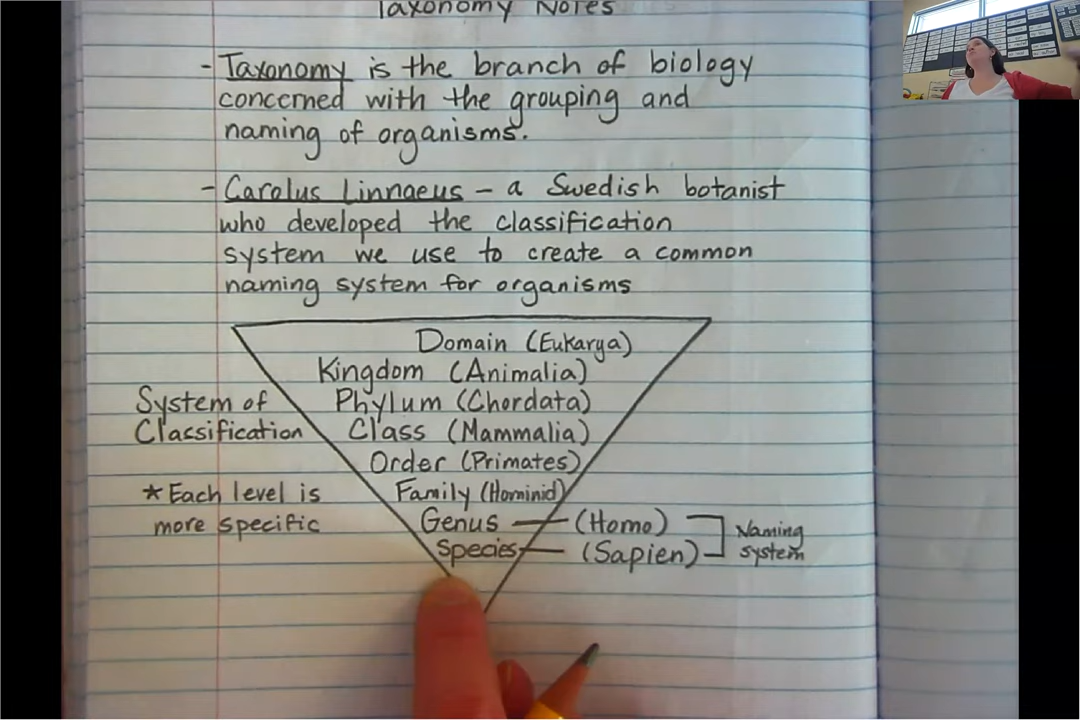 Taxonomy Notes
- Taxonomy is the branch of biology
concerned with the grouping and
naming of organisms.
- Carolus Linnaeus - a Swedish botanist
who developed the classification
system we use to create a common
naming system for organisms
Domain (Eukarya)
Kingdom (Animalia)
System of Phylum (Chordata)
Classification Class (Mammalia)
Order (Primates)
* Each level is Family (Hominid)
more specific Genus — (Homo) Naming
Species — (Sapien) system